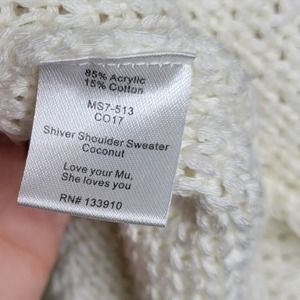 85% Acrylic
15% Cotton
MS7-513
CO17
Shiver Shoulder Sweater
Coconut
Love your Mu,
She loves you
RN# 133910